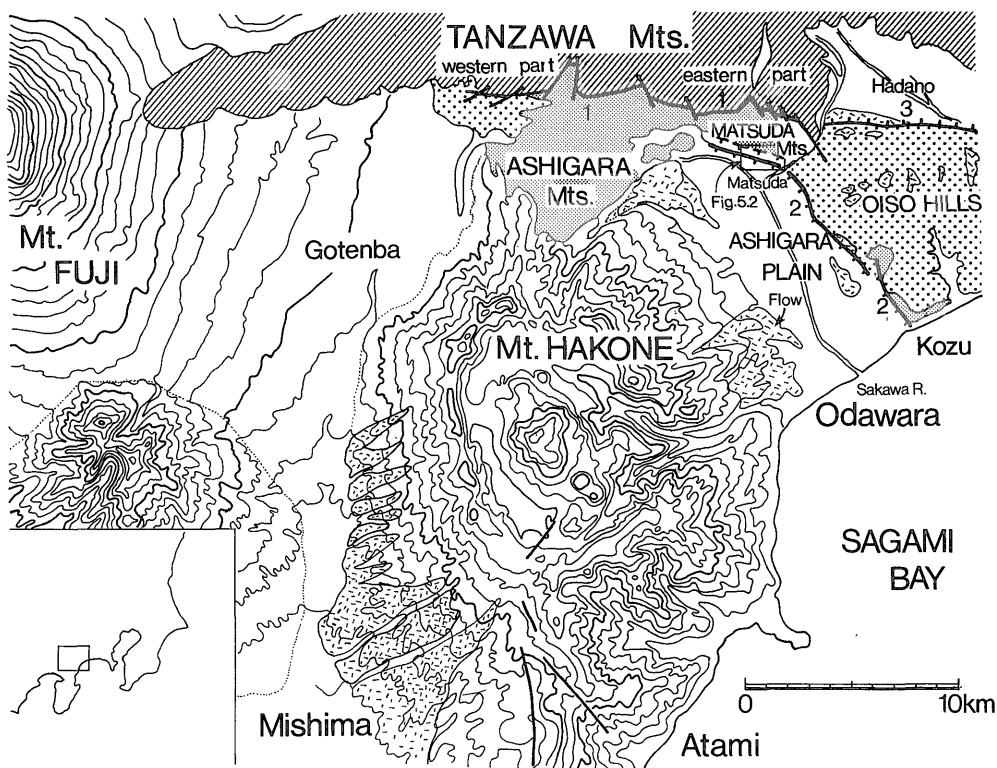 TANZAWA Mts.
western part
eastern part
1
1
Hadano
3
MATSUDA
Mts.
ASHIGARA
Mts.
Matsuda
Fig.5.2
2
OISO HILLS
Mt.
FUJI
Gotenba
ASHIGARA
PLAIN
Flow
2
Mt. HAKONE
Kozu
Sakawa R.
Odawara
SAGAMI
BAY
0
10km
Mishima
Atami